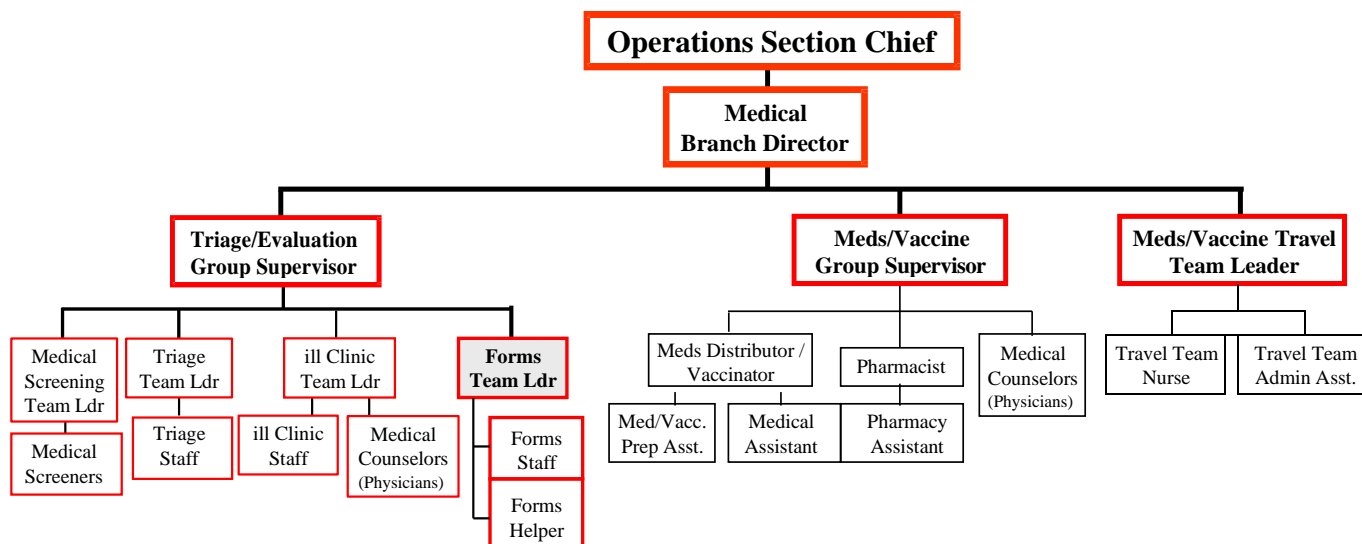 Operations Section Chief
Medical
Branch Director
Triage/Evaluation
Group Supervisor
Meds/Vaccine
Group Supervisor
Meds/Vaccine Travel
Team Leader
Medical
Screening
Team Ldr
Triage
Team Ldr
ill Clinic
Team Ldr
Forms
Team Ldr
Meds Distributor /
Vaccinator
Pharmacist
Medical
Counselors
(Physicians)
Travel Team
Nurse
Travel Team
Admin Asst.
Medical
Screeners
Triage
Staff
ill Clinic
Staff
Medical
Counselors
(Physicians)
Forms
Staff
Forms
Helper
Med/Vacc.
Prep Asst.
Medical
Assistant
Pharmacy
Assistant